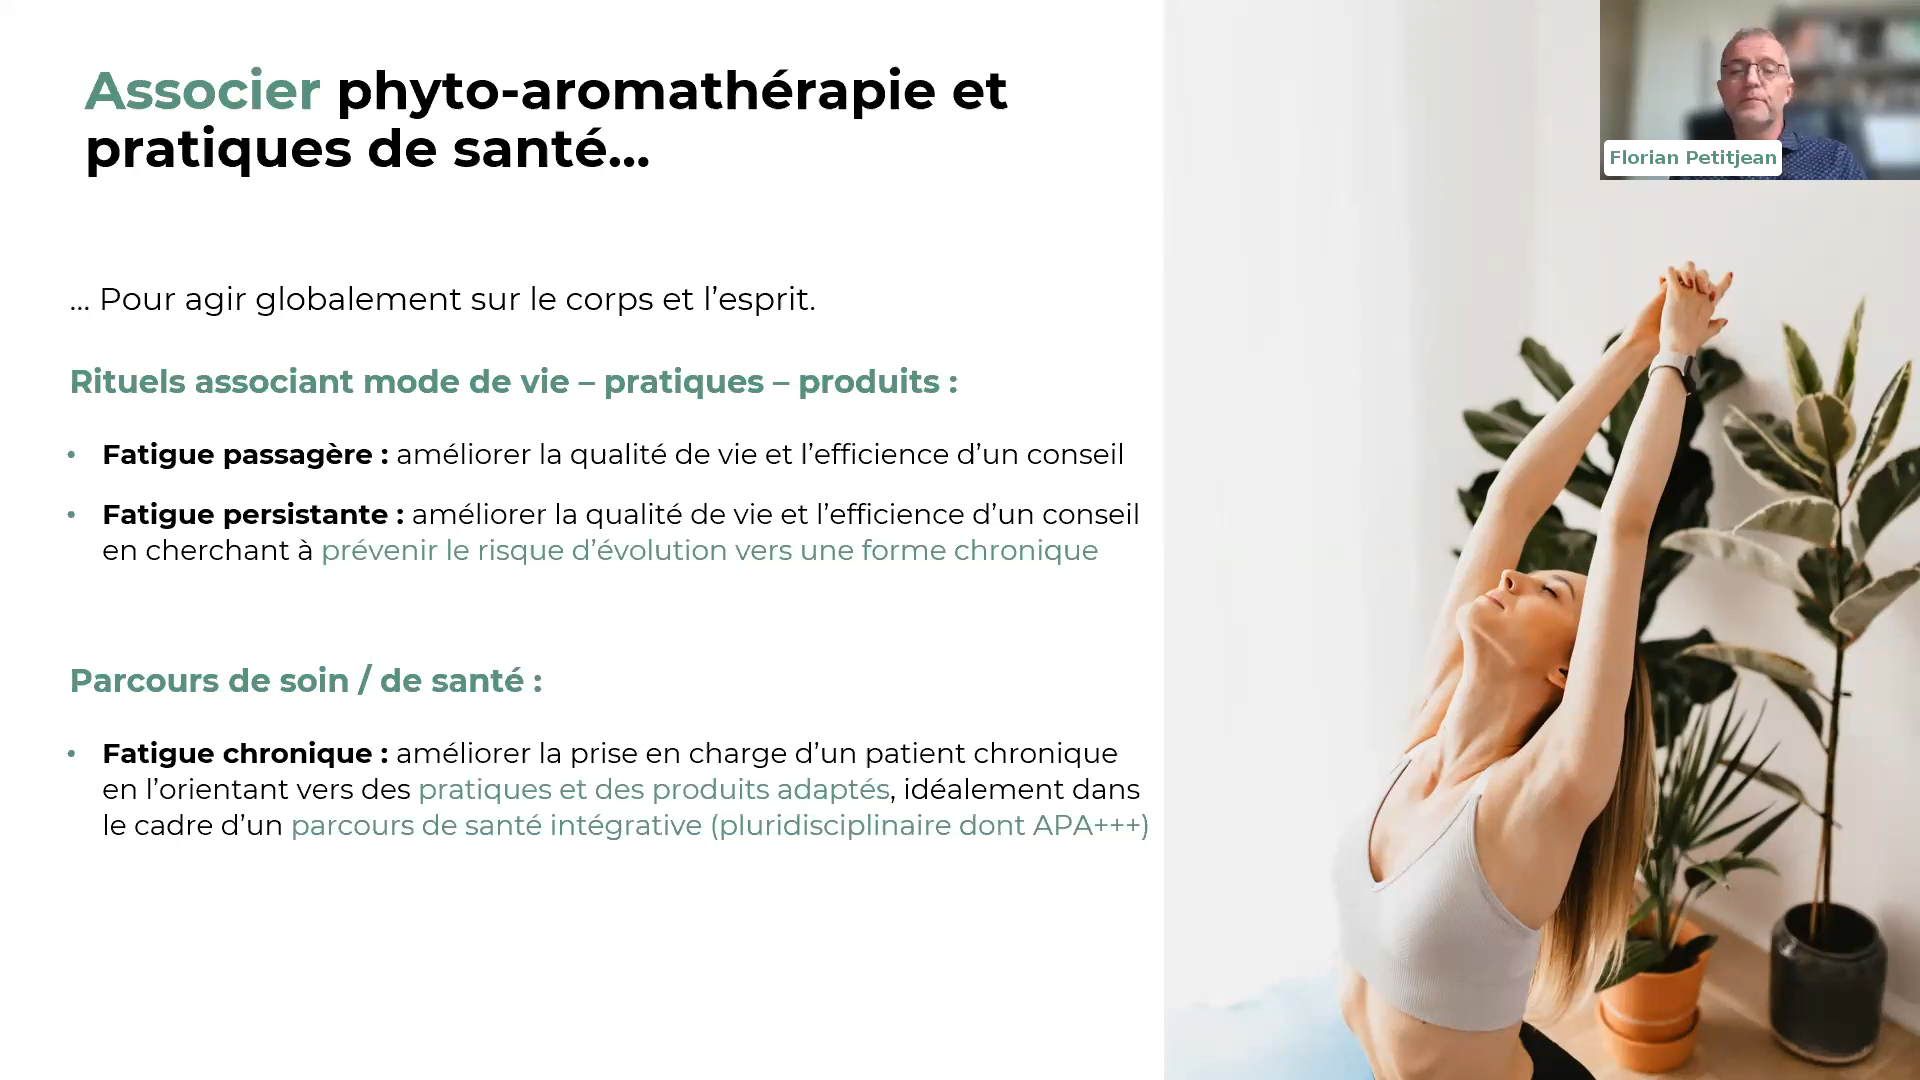 Associer phyto-aromathérapie et
pratiques de santé...
Florian Petitjean
... Pour agir globalement sur le corps et l’esprit.
Rituels associant mode de vie – pratiques – produits :
• Fatigue passagère : améliorer la qualité de vie et l’efficience d’un conseil
• Fatigue persistante : améliorer la qualité de vie et l’efficience d’un conseil
en cherchant à prévenir le risque d’évolution vers une forme chronique
Parcours de soin / de santé :
• Fatigue chronique : améliorer la prise en charge d’un patient chronique
en l’orientant vers des pratiques et des produits adaptés, idéalement dans
le cadre d’un parcours de santé intégrative (pluridisciplinaire dont APA+++)